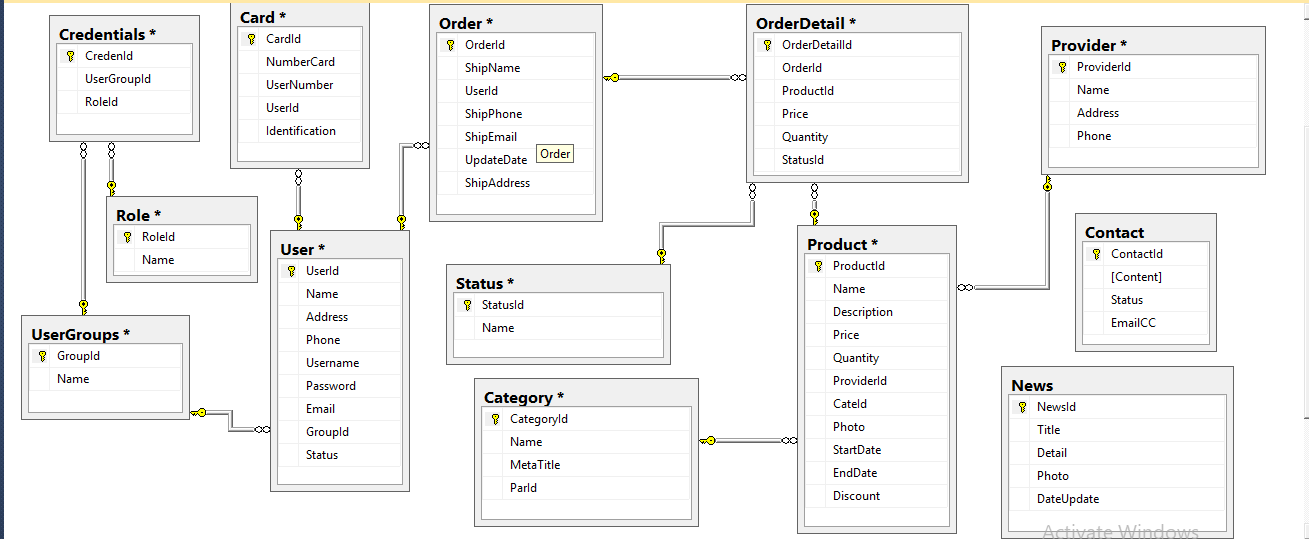 Credentials *
CredenId
UserGroupId
RoleId
Card *
CardId
NumberCard
UserNumber
UserId
Identification
Order *
OrderId
ShipName
UserId
ShipPhone
ShipEmail
UpdateDate
ShipAddress
Order
OrderDetail *
OrderDetailId
OrderId
ProductId
Price
Quantity
StatusId
Provider *
ProviderId
Name
Address
Phone
Role *
RoleId
Name
User *
UserId
Name
Address
Phone
Username
Password
Email
GroupId
Status
Status *
StatusId
Name
Product *
ProductId
Name
Description
Price
Quantity
ProviderId
CateId
Photo
StartDate
EndDate
Discount
Contact
ContactId
[Content]
Status
EmailCC
UserGroups *
GroupId
Name
Category *
CategoryId
Name
MetaTitle
ParId
News
NewsId
Title
Detail
Photo
DateUpdate
Activate Windows